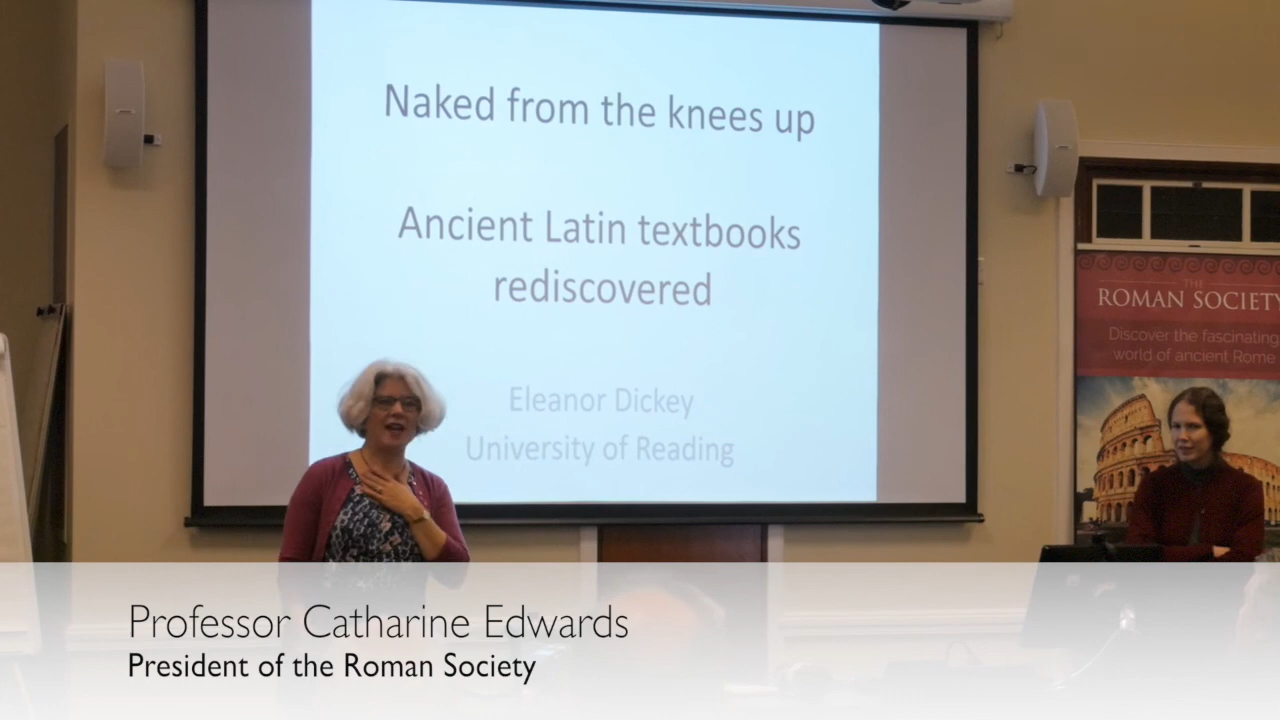 Naked from the knees up
Ancient Latin textbooks
rediscovered
Eleanor Dickey
University of Reading
THE
ROMAN SOCIETY
Discover the fascinating
world of ancient Rome
Professor Catharine Edwards
President of the Roman Society